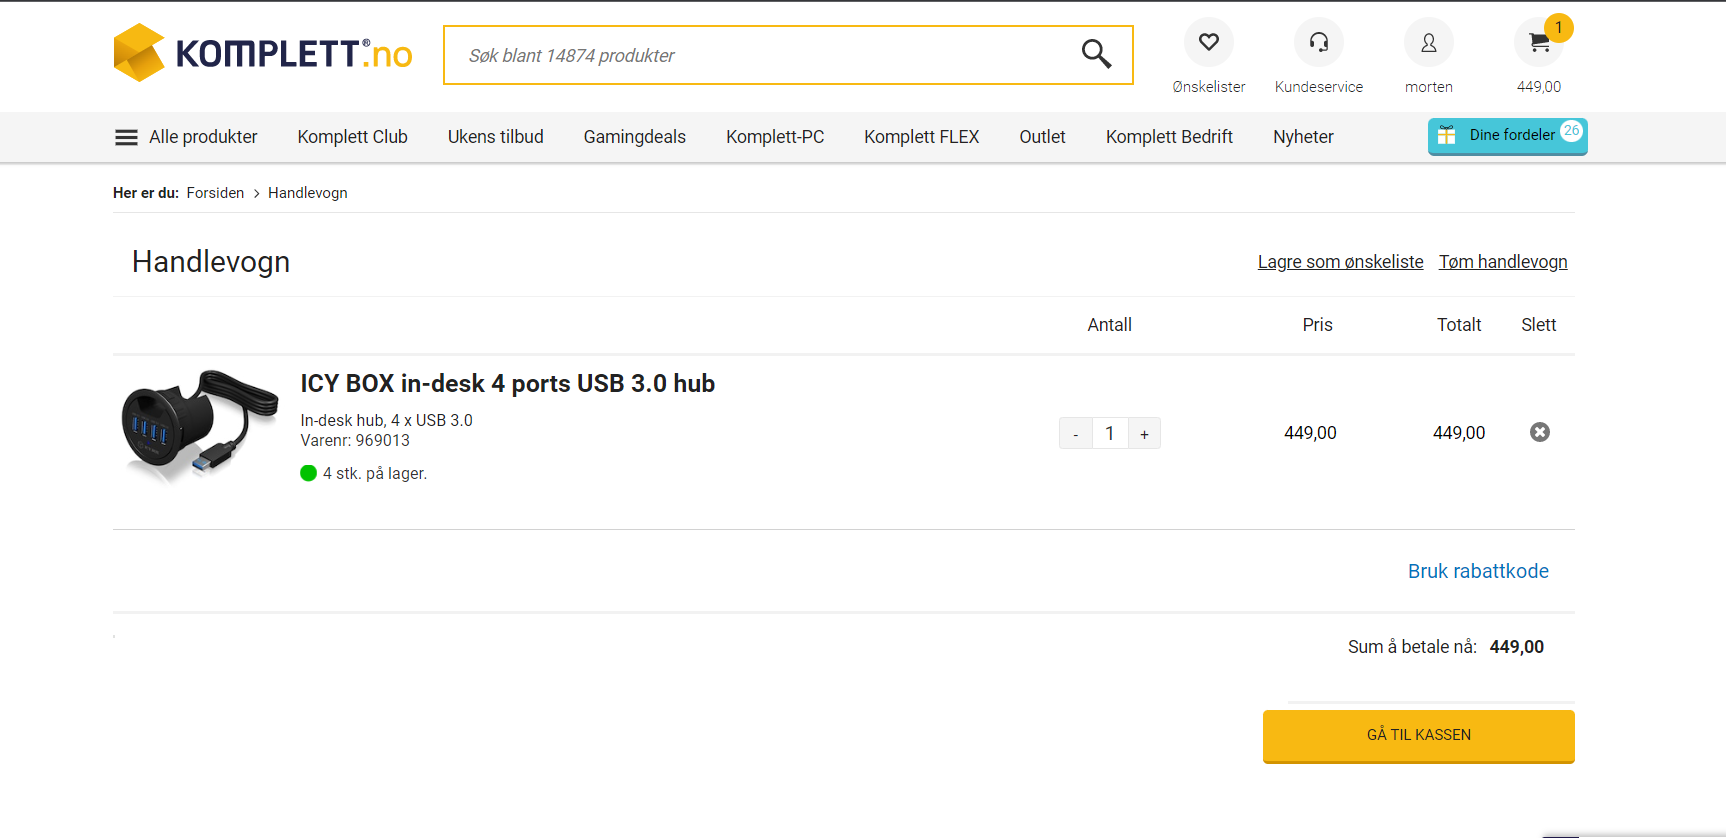 KOMPLETT®.no
Søk blant 14874 produkter
1
Ønskelister
Kundeservice
morten
449,00
Alle produkter
Komplett Club
Ukens tilbud
Gamingdeals
Komplett-PC
Komplett FLEX
Outlet
Komplett Bedrift
Nyheter
Dine fordeler 26
Her er du: Forsiden > Handlevogn
Handlevogn
Lagre som ønskeliste
Tøm handlevogn
Antall
Pris
Totalt
Slett
ICY BOX in-desk 4 ports USB 3.0 hub
In-desk hub, 4 x USB 3.0
Varenr: 969013
4 stk. på lager.
- 1 +
449,00
449,00
Bruk rabattkode
Sum å betale nå: 449,00
GÅ TIL KASSEN